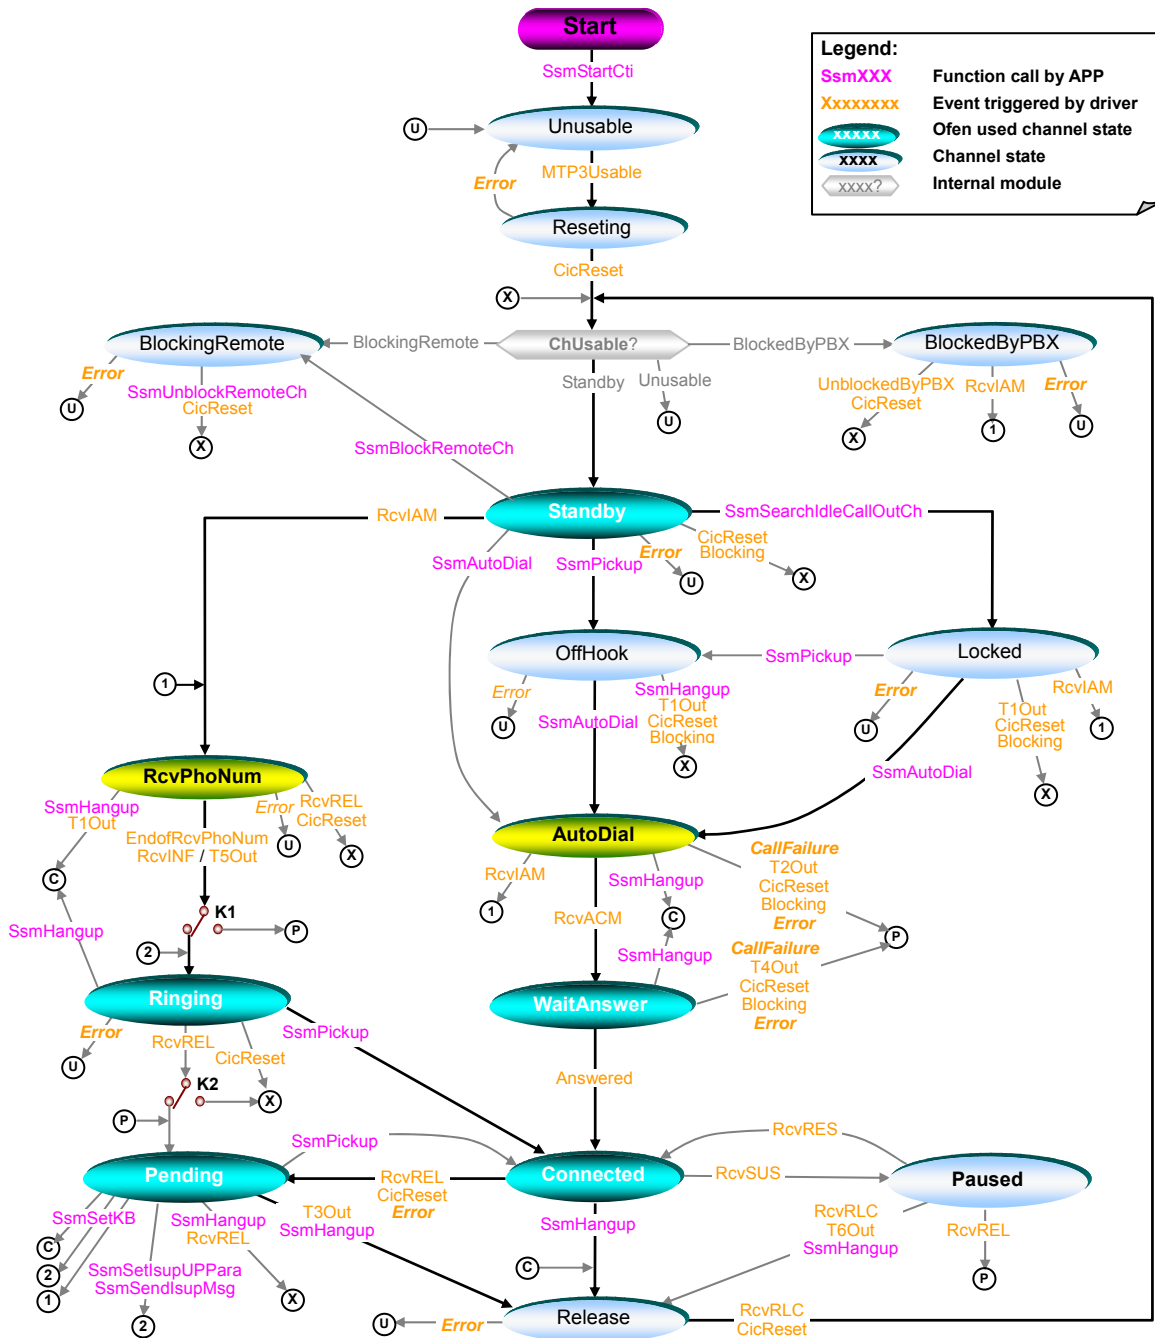 Start
Legend:
SsmXXX Function call by APP
Xxxxxxxx Event triggered by driver
xxxxx Ofen used channel state
xxxx Channel state
xxxx? Internal module
SsmStartCti
U
Unusable
MTP3Usable
Error
Reseting
CicReset
X
BlockingRemote
BlockingRemote
ChUsable?
BlockedByPBX
BlockedByPBX
Error
SsmUnblockRemoteCh
CicReset
U
X
Standby
Unusable
U
UnblockedByPBX
CicReset
RcvIAM
Error
X
1
U
SsmBlockRemoteCh
RcvIAM
Standby
SsmSearchIdleCallOutCh
SsmAutoDial
SsmPickup
Error
CicReset
Blocking
U
X
OffHook
SsmPickup
Locked
1
Error
SsmHangup
T1Out
CicReset
Blocking
SsmAutoDial
U
X
Error
RcvIAM
T1Out
CicReset
Blocking
U
1
X
SsmAutoDial
RcvPhoNum
SsmHangup
T1Out
Error
RcvREL
CicReset
EndofRcvPhoNum
RcvINF / T5Out
U
X
C
AutoDial
RcvIAM
SsmHangup
CallFailure
T2Out
CicReset
Blocking
Error
1
C
RcvACM
P
K1
P
SsmHangup
2
SsmHangup
CallFailure
T4Out
CicReset
Blocking
Error
Ringing
WaitAnswer
Error
RcvREL
CicReset
SsmPickup
U
X
K2
Answered
P
SsmPickup
RcvRES
Pending
RcvREL
CicReset
Error
Connected
RcvSUS
Paused
SsmSetKB
SsmHangup
RcvREL
T3Out
SsmHangup
SsmHangup
RcvRLC
T6Out
SsmHangup
RcvREL
C
2
1
SsmSetIsupUPPara
SsmSendIsupMsg
2
X
C
P
U
Error
Release
RcvRLC
CicReset